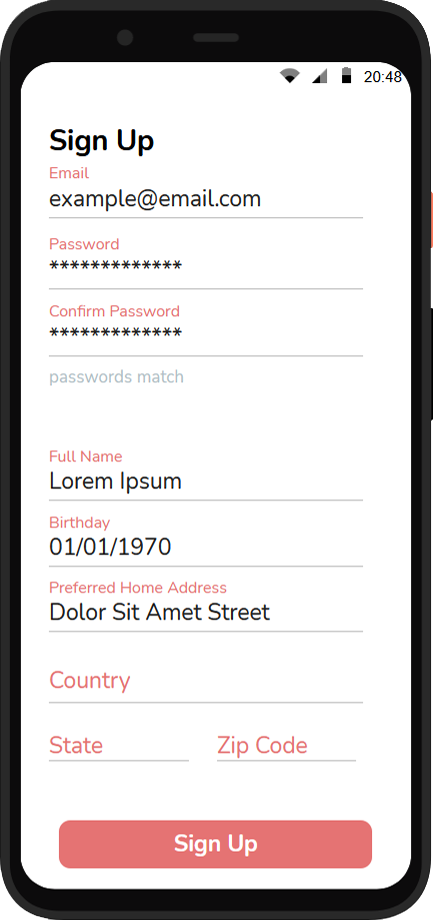 20:48
Sign Up
Email
example@email.com
Password
*************
Confirm Password
*************
passwords match
Full Name
Lorem Ipsum
Birthday
01/01/1970
Preferred Home Address
Dolor Sit Amet Street
Country
State Zip Code
Sign Up